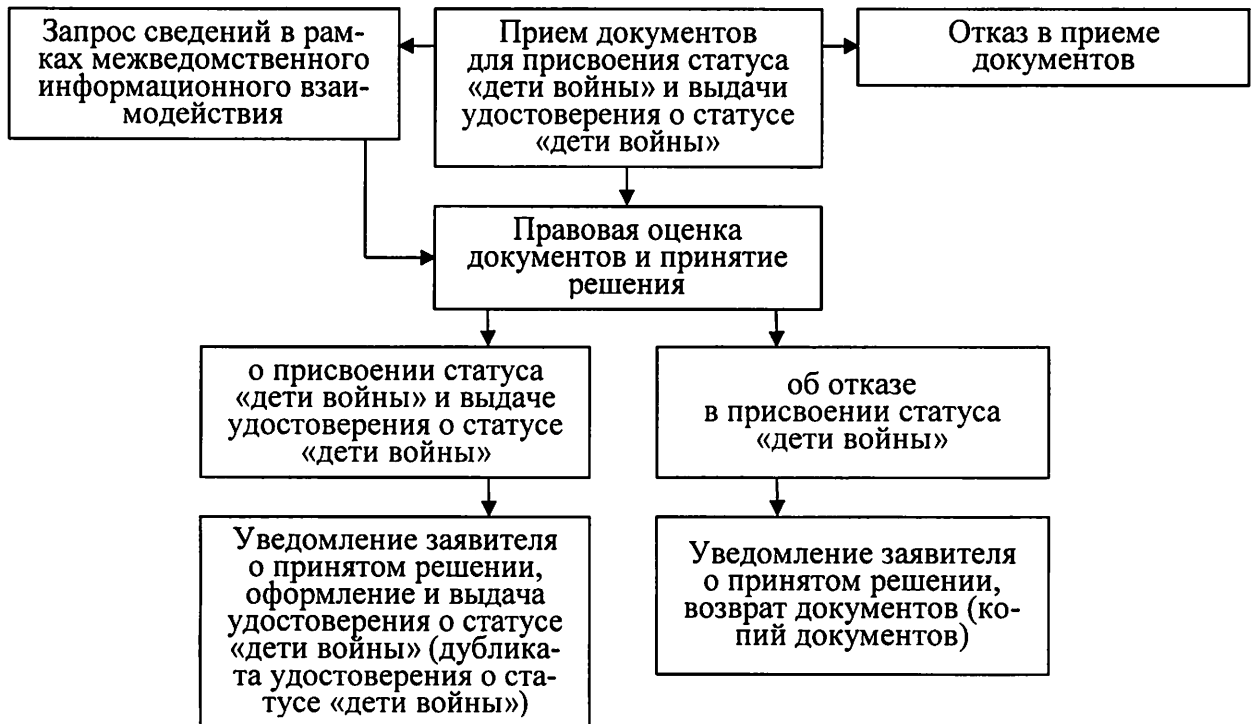 Запрос сведений в рам-
ках межведомственного
информационного взаи-
модействия
Прием документов
для присвоения статуса
«дети войны» и выдачи
удостоверения о статусе
«дети войны»
Отказ в приеме
документов
Правовая оценка
документов и принятие
решения
о присвоении статуса
«дети войны» и выдаче
удостоверения о статусе
«дети войны»
об отказе
в присвоении статуса
«дети войны»
Уведомление заявителя
о принятом решении,
оформление и выдача
удостоверения о статусе
«дети войны» (дублика-
та удостоверения о ста-
тусе «дети войны»)
Уведомление заявителя
о принятом решении,
возврат документов (ко-
пий документов)